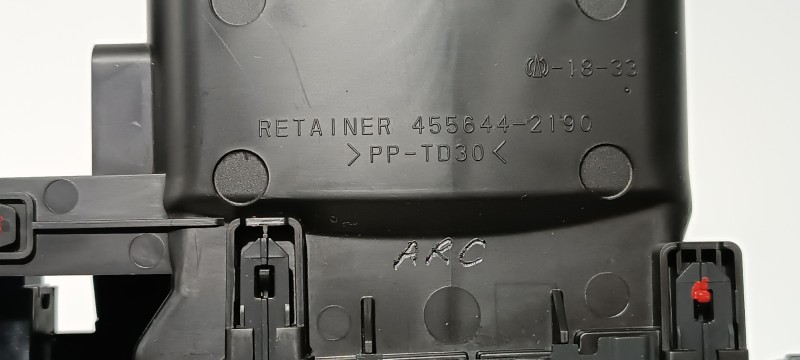 -18-33
RETAINER 455644-2190
>PP-TD30<
ARC